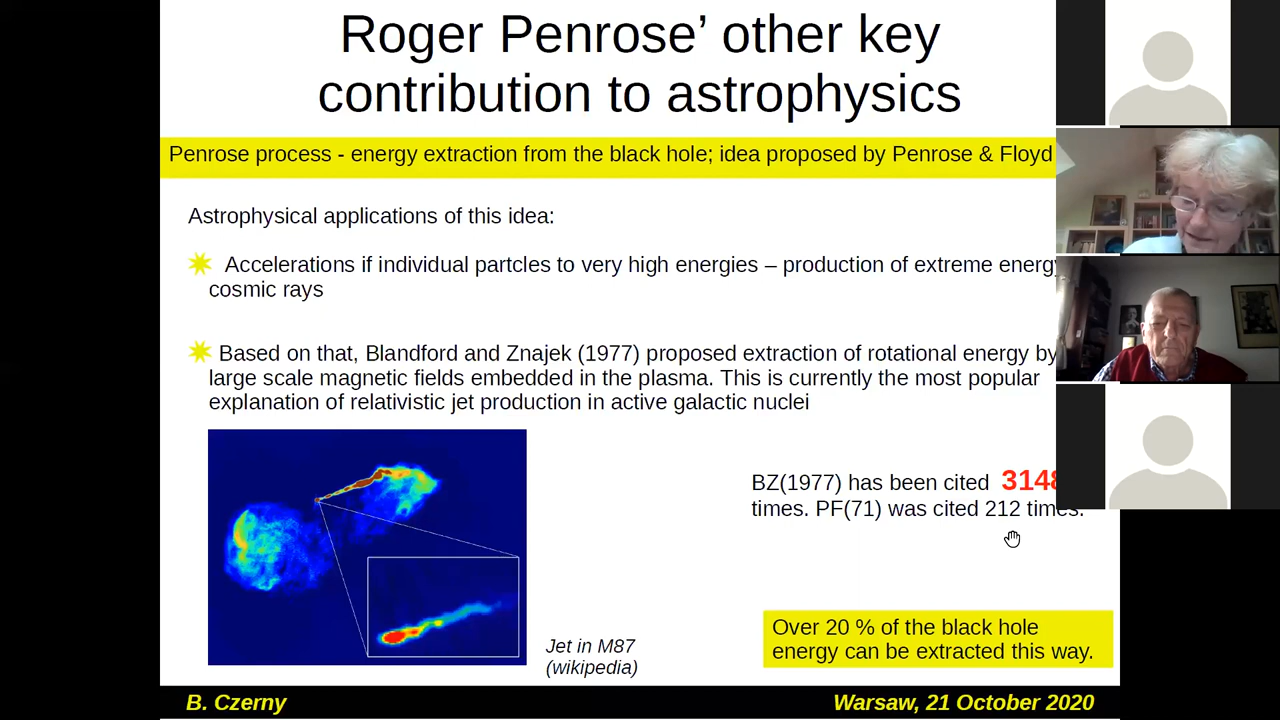 Roger Penrose’ other key
contribution to astrophysics
Penrose process - energy extraction from the black hole; idea proposed by Penrose & Floyd
Astrophysical applications of this idea:
Accelerations if individual partcles to very high energies – production of extreme energy
cosmic rays
Based on that, Blandford and Znajek (1977) proposed extraction of rotational energy by
large scale magnetic fields embedded in the plasma. This is currently the most popular
explanation of relativistic jet production in active galactic nuclei
BZ(1977) has been cited 3148
times. PF(71) was cited 212 times.
Jet in M87
(wikipedia)
Over 20 % of the black hole
energy can be extracted this way.
B. Czerny
Warsaw, 21 October 2020